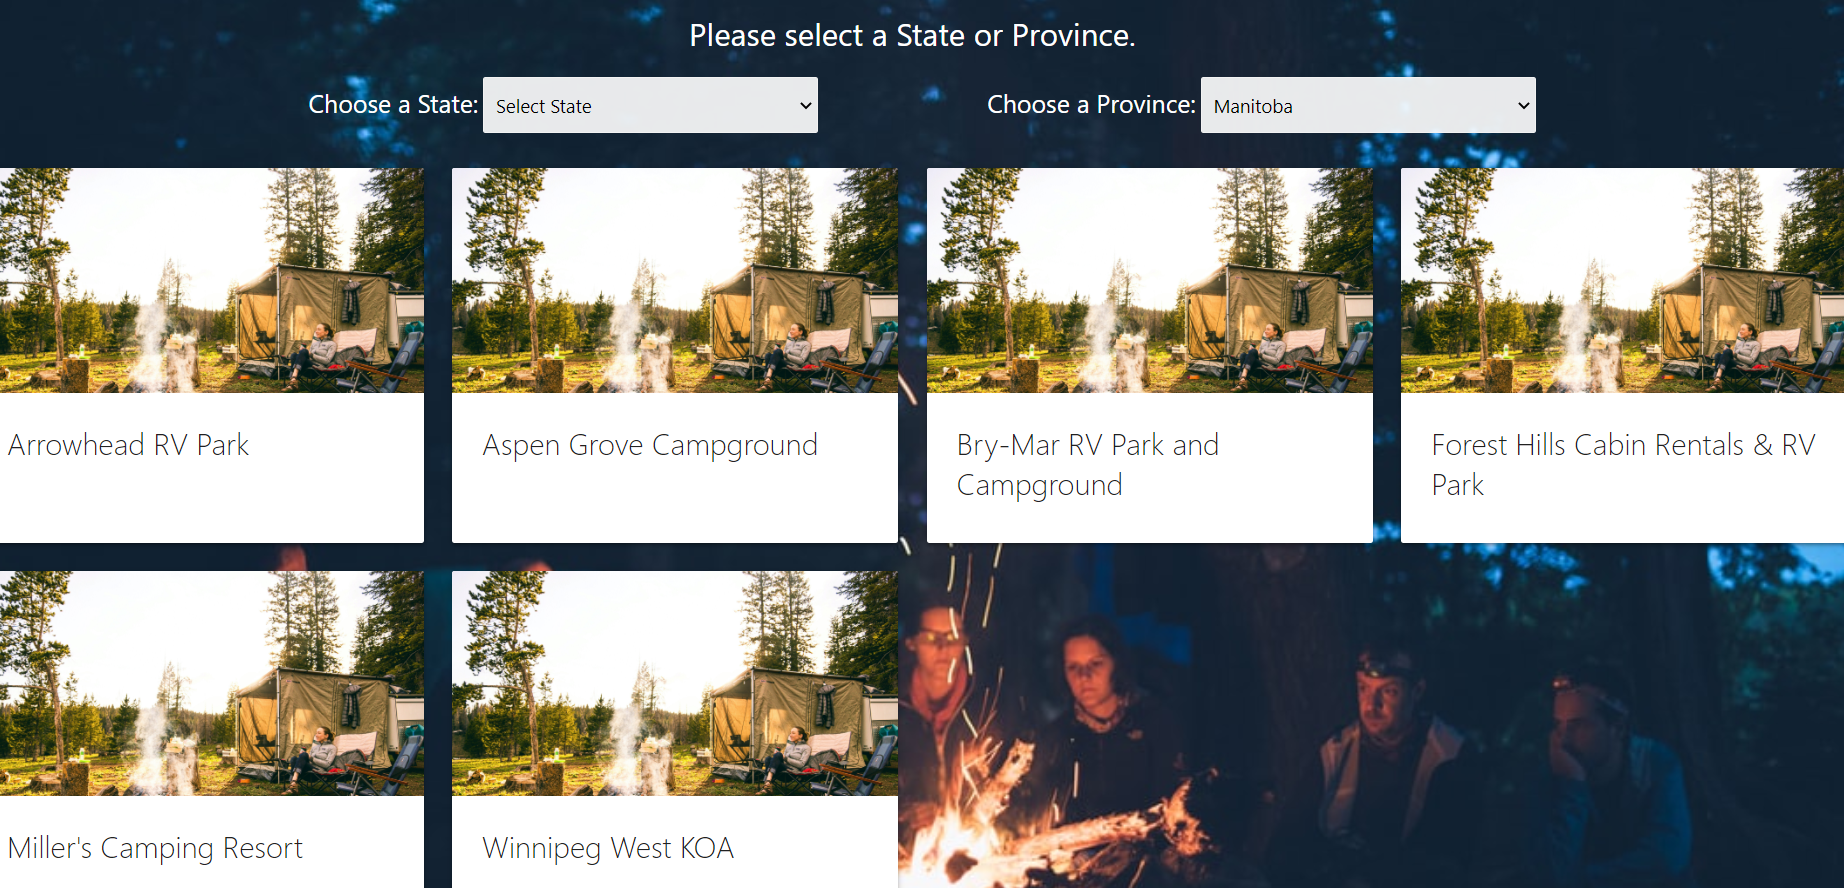 Please select a State or Province.
Choose a State: Select State
Choose a Province: Manitoba
Arrowhead RV Park
Aspen Grove Campground
Bry-Mar RV Park and
Campground
Forest Hills Cabin Rentals & RV
Park
Miller's Camping Resort
Winnipeg West KOA